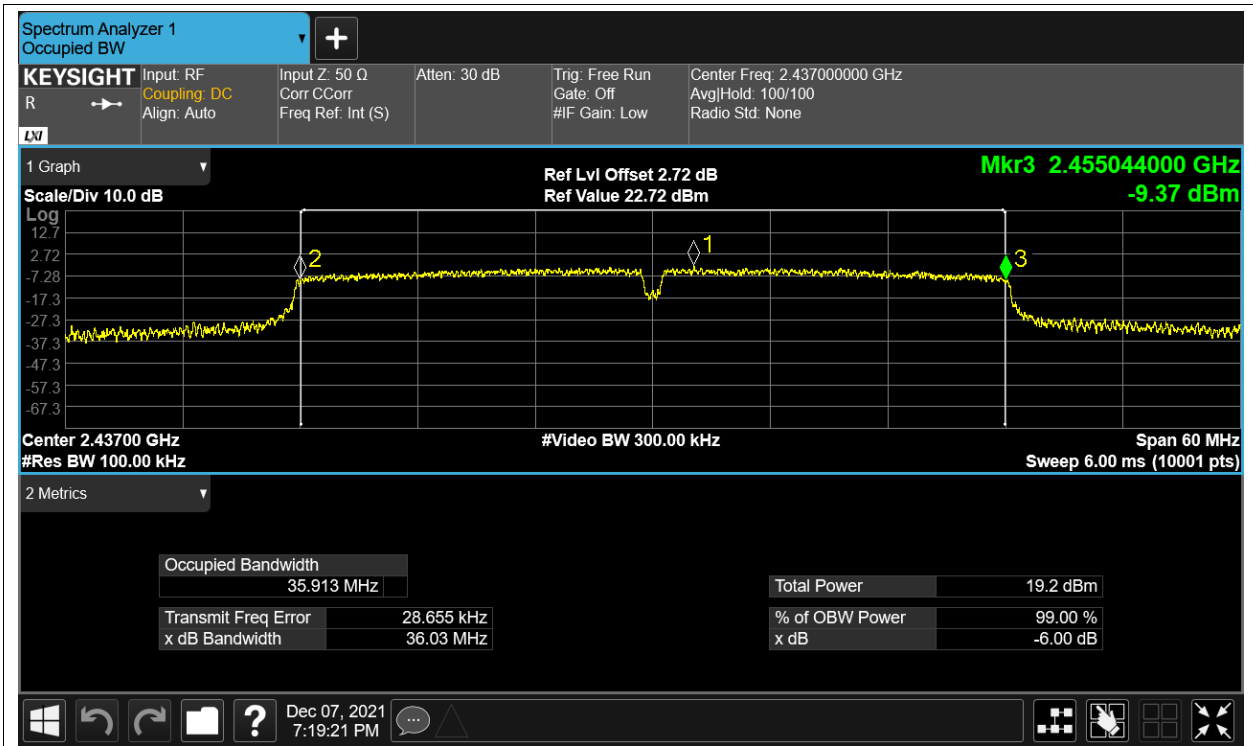 Spectrum Analyzer 1
Occupied BW
KEYSIGHT
R
LXI
Input: RF
Coupling: DC
Align: Auto
Input Z: 50 Ω
Corr CCorr
Freq Ref: Int (S)
Atten: 30 dB
Trig: Free Run
Gate: Off
#IF Gain: Low
Center Freq: 2.437000000 GHz
Avg|Hold: 100/100
Radio Std: None
1 Graph
Scale/Div 10.0 dB
Ref Lvl Offset 2.72 dB
Ref Value 22.72 dBm
Mkr3 2.455044000 GHz
-9.37 dBm
Log
12.7
2.72
-7.28
-17.3
-27.3
-37.3
-47.3
-57.3
-67.3
2
1
3
Center 2.43700 GHz
#Res BW 100.00 kHz
#Video BW 300.00 kHz
Span 60 MHz
Sweep 6.00 ms (10001 pts)
2 Metrics
Occupied Bandwidth
35.913 MHz
Transmit Freq Error 28.655 kHz
x dB Bandwidth 36.03 MHz
Total Power 19.2 dBm
% of OBW Power 99.00 %
x dB -6.00 dB
?
Dec 07, 2021
7:19:21 PM